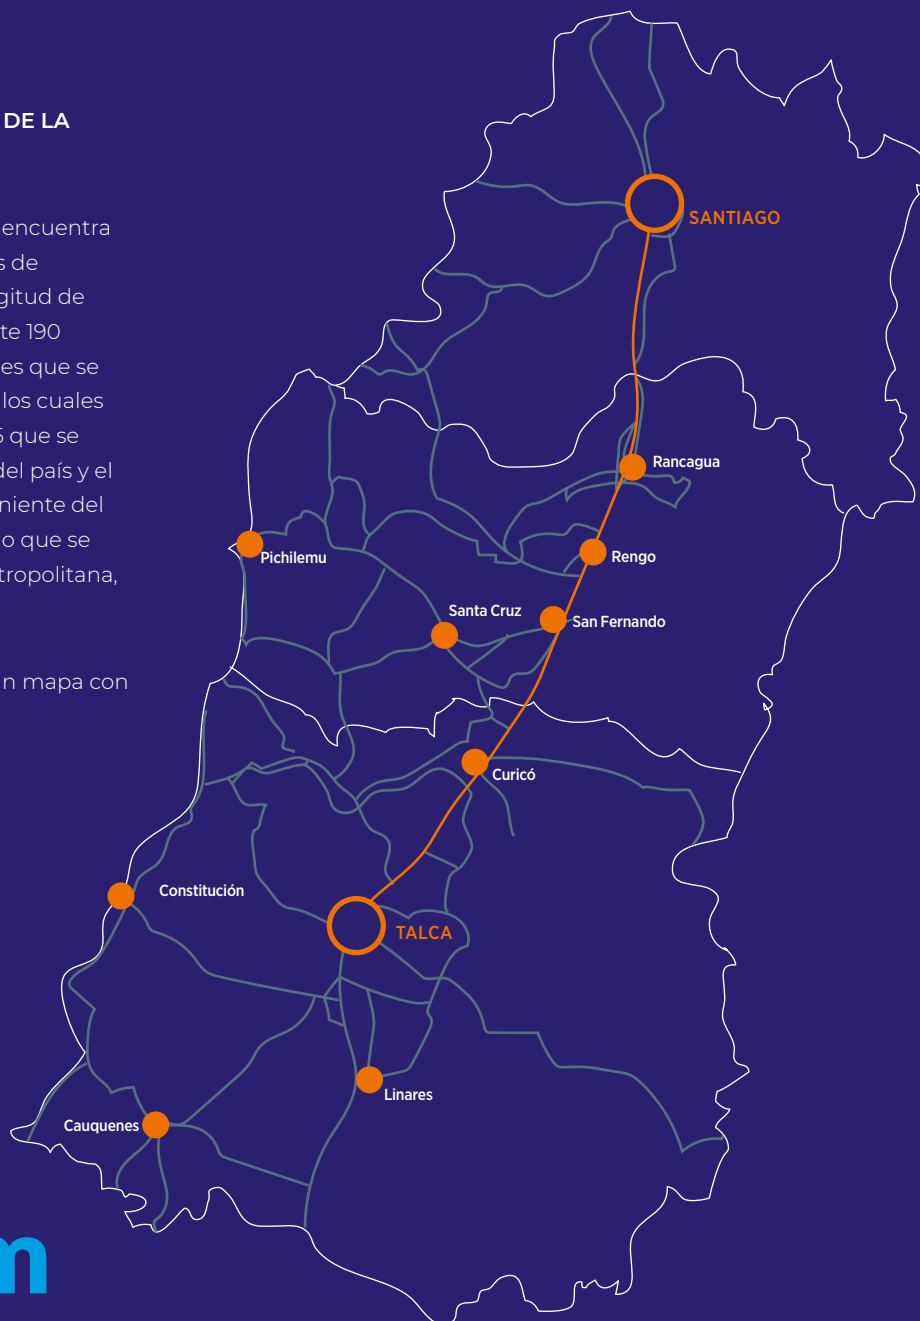 DE LA
encuentra
s de
gitud de
te 190
es que se
los cuales
que se
del país y el
niente del
o que se
tropolitana,
n mapa con
SANTIAGO
Rancagua
Pichilemu
Rengo
Santa Cruz
San Fernando
Curicó
Constitución
TALCA
Linares
Cauquenes
m